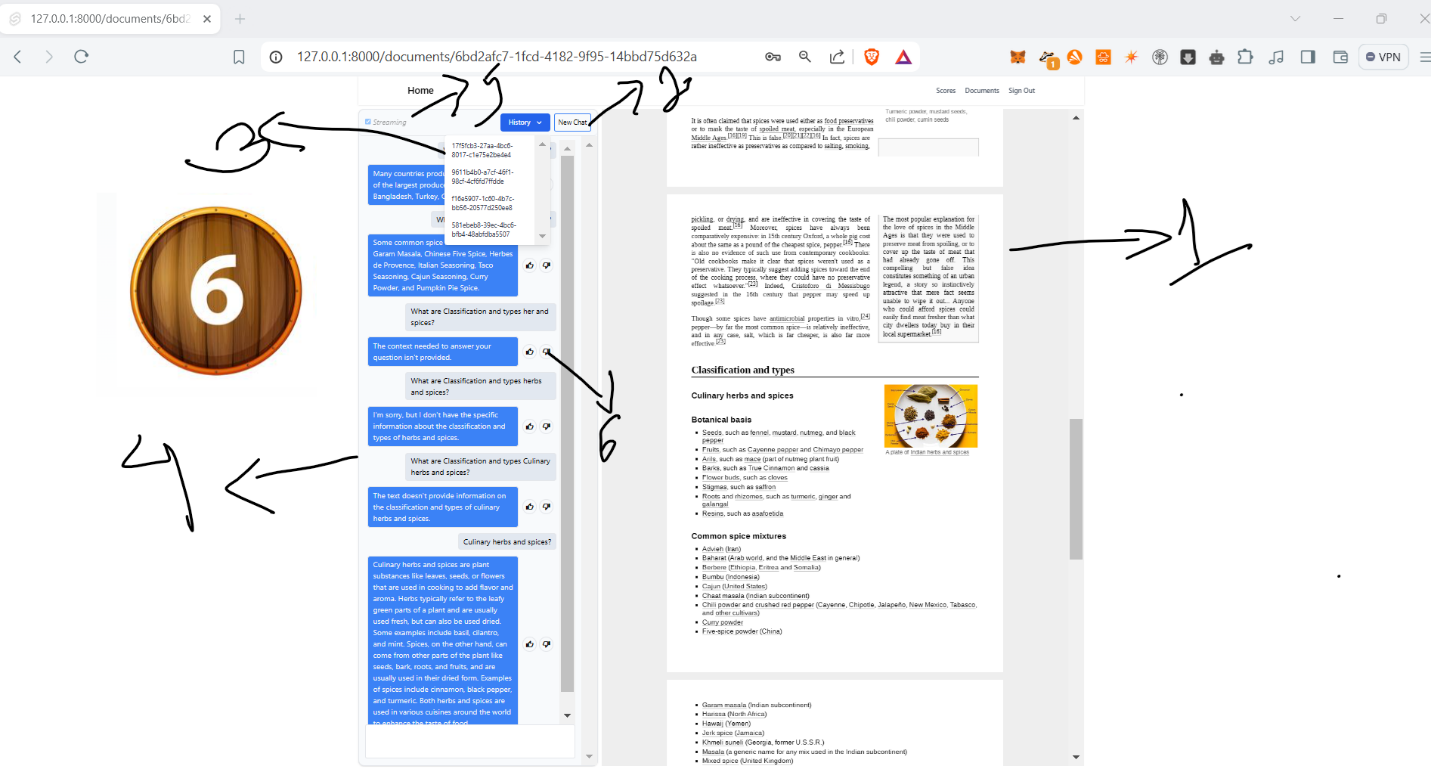 127.0.0.1:8000/documents/6bd2
127.0.0.1:8000/documents/6bd2afc7-1fcd-4182-9f95-14bbd75d632a
1
VPN
Home
Scores Documents Sign Out
5
2
3
6
1
4
6
Streaming
History
New Chat
17f5fcb3-27aa-4bc6-
8017-c1e75e2be4e4
9611b4b0-a7cf-46f1-
98cf-4cf6fd7ffdde
f16e5907-1c60-4b7c-
bb56-20577d250ea8
581ebeb8-39ec-4bc6-
bfb4-48abfdba5507
Many countries prod
of the largest produc
Bangladesh, Turkey, C
Some common spice
Garam Masala, Chinese Five Spice, Herbes
de Provence, Italian Seasoning, Taco
Seasoning, Cajun Seasoning, Curry
Powder, and Pumpkin Pie Spice.
What are Classification and types her and
spices?
The context needed to answer your
question isn't provided.
What are Classification and types herbs
and spices?
I'm sorry, but I don't have the specific
information about the classification and
types of herbs and spices.
What are Classification and types Culinary
herbs and spices?
The text doesn't provide information on
the classification and types of culinary
herbs and spices.
Culinary herbs and spices?
Culinary herbs and spices are plant
substances like leaves, seeds, or flowers
that are used in cooking to add flavor and
aroma. Herbs typically refer to the leafy
green parts of a plant and are usually
used fresh, but can also be used dried.
Some examples include basil, cilantro,
and mint. Spices, on the other hand, can
come from other parts of the plant like
seeds, bark, roots, and fruits, and are
usually used in their dried form. Examples
of spices include cinnamon, black pepper,
and turmeric. Both herbs and spices are
used in various cuisines around the world
to enhance the taste of food.
It is often claimed that spices were used either as food preservatives
or to mask the taste of spoiled meat, especially in the European
Middle Ages.[18][19] This is false.[20][21][22][16] In fact, spices are
rather ineffective as preservatives as compared to salting, smoking,
Turmeric powder, mustard seeds,
chili powder, cumin seeds
pickling, or drying, and are ineffective in covering the taste of
spoiled meat.[16] Moreover, spices have always been
comparatively expensive: in 15th century Oxford, a whole pig cost
about the same as a pound of the cheapest spice, pepper.[16] There
is also no evidence of such use from contemporary cookbooks:
"Old cookbooks make it clear that spices weren't used as a
preservative. They typically suggest adding spices toward the end
of the cooking process, where they could have no preservative
effect whatsoever."[23] Indeed, Cristoforo di Messisbugo
suggested in the 16th century that pepper may speed up
spoilage.[23]
Though some spices have antimicrobial properties in vitro,[24]
pepper—by far the most common spice—is relatively ineffective,
and in any case, salt, which is far cheaper, is also far more
effective.[23]
The most popular explanation for
the love of spices in the Middle
Ages is that they were used to
preserve meat from spoiling, or to
cover up the taste of meat that
had already gone off. This
compelling but false idea
constitutes something of an urban
legend, a story so instinctively
attractive that mere fact seems
unable to wipe it out... Anyone
who could afford spices could
easily find meat fresher than what
city dwellers today buy in their
local supermarket.[16]
Classification and types
Culinary herbs and spices
Botanical basis
Seeds, such as fennel, mustard, nutmeg, and black
pepper
Fruits, such as Cayenne pepper and Chimayo pepper
Arils, such as mace (part of nutmeg plant fruit)
Barks, such as True Cinnamon and cassia
Flower buds, such as cloves
Stigmas, such as saffron
Roots and rhizomes, such as turmeric, ginger and
galangal
Resins, such as asafoetida
A plate of Indian herbs and spices
Common spice mixtures
Advieh (Iran)
Baharat (Arab world, and the Middle East in general)
Berbere (Ethiopia, Eritrea and Somalia)
Bumbu (Indonesia)
Cajun (United States)
Chaat masala (Indian subcontinent)
Chili powder and crushed red pepper (Cayenne, Chipotle, Jalapeño, New Mexico, Tabasco,
and other cultivars)
Curry powder
Five-spice powder (China)
Garam masala (Indian subcontinent)
Harissa (North Africa)
Hawaij (Yemen)
Jerk spice (Jamaica)
Khmeli suneli (Georgia, former U.S.S.R.)
Masala (a generic name for any mix used in the Indian subcontinent)
Mixed spice (United Kingdom)